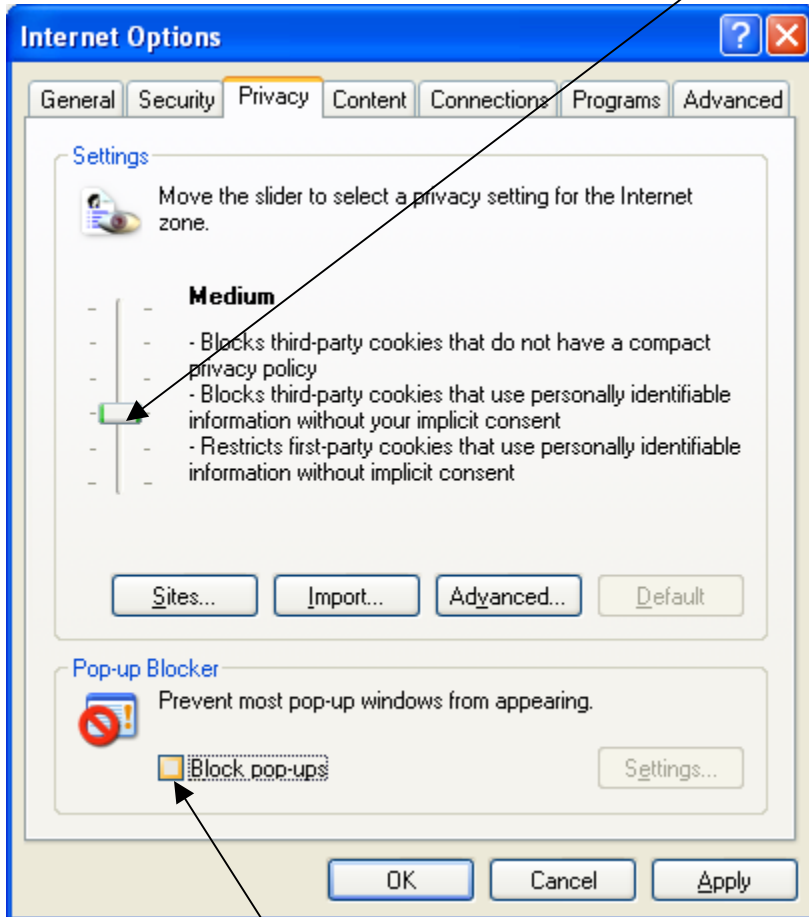 Internet Options
General Security Privacy Content Connections Programs Advanced
Settings
Move the slider to select a privacy setting for the Internet
zone.
Medium
- Blocks third-party cookies that do not have a compact
privacy policy
- Blocks third-party cookies that use personally identifiable
information without your implicit consent
- Restricts first-party cookies that use personally identifiable
information without implicit consent
Sites... Import... Advanced... Default
Pop-up Blocker
Prevent most pop-up windows from appearing.
Block pop-ups Settings...
OK Cancel Apply